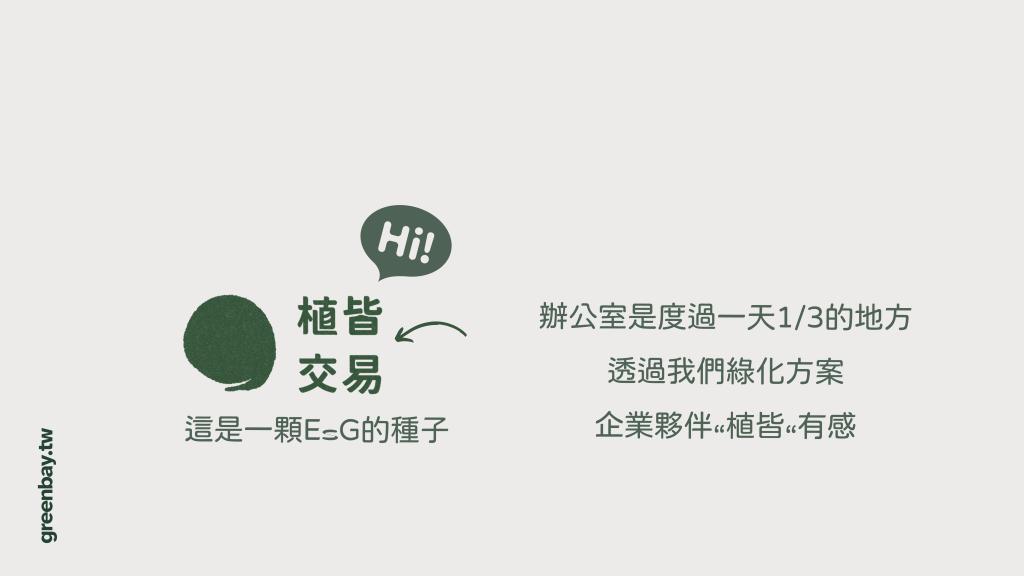 Hi!
植皆
交易
這是一顆ESG的種子
辦公室是度過一天1/3的地方
透過我們綠化方案
企業夥伴“植皆“有感
greenbay.tw